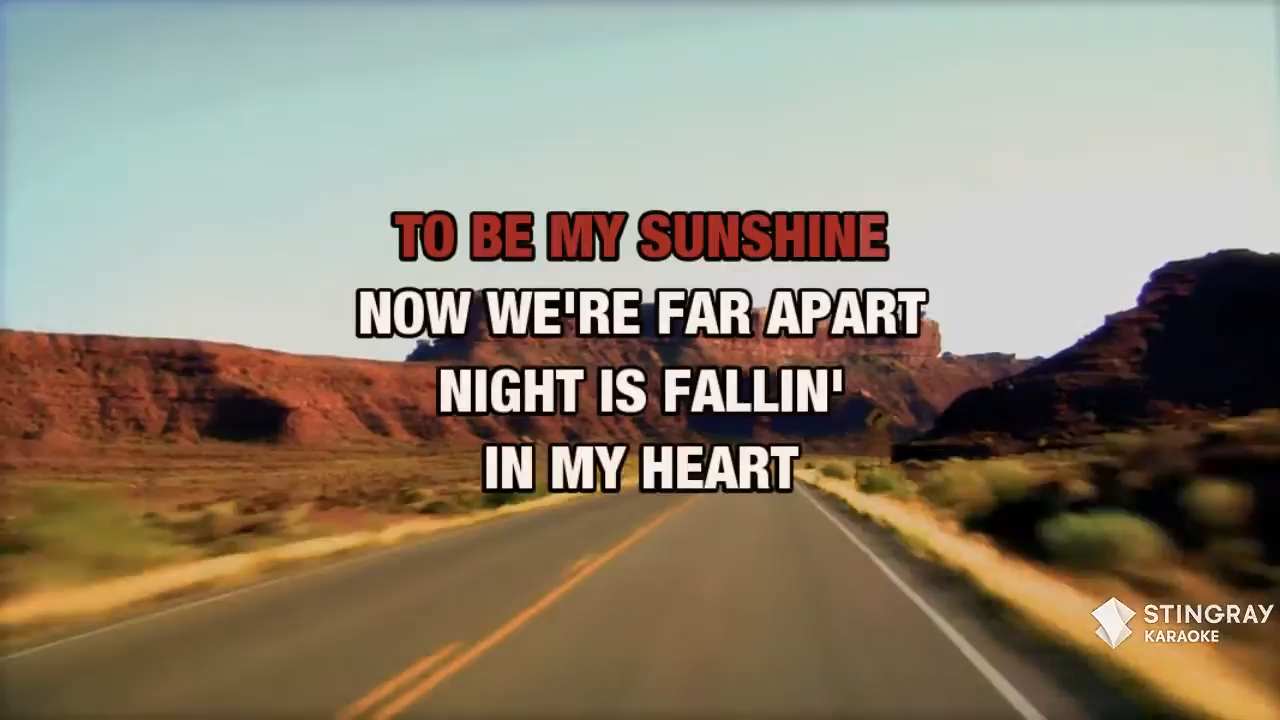 TO BE MY SUNSHINE
NOW WE'RE FAR APART
NIGHT IS FALLIN'
IN MY HEART
STINGRAY
KARAOKE